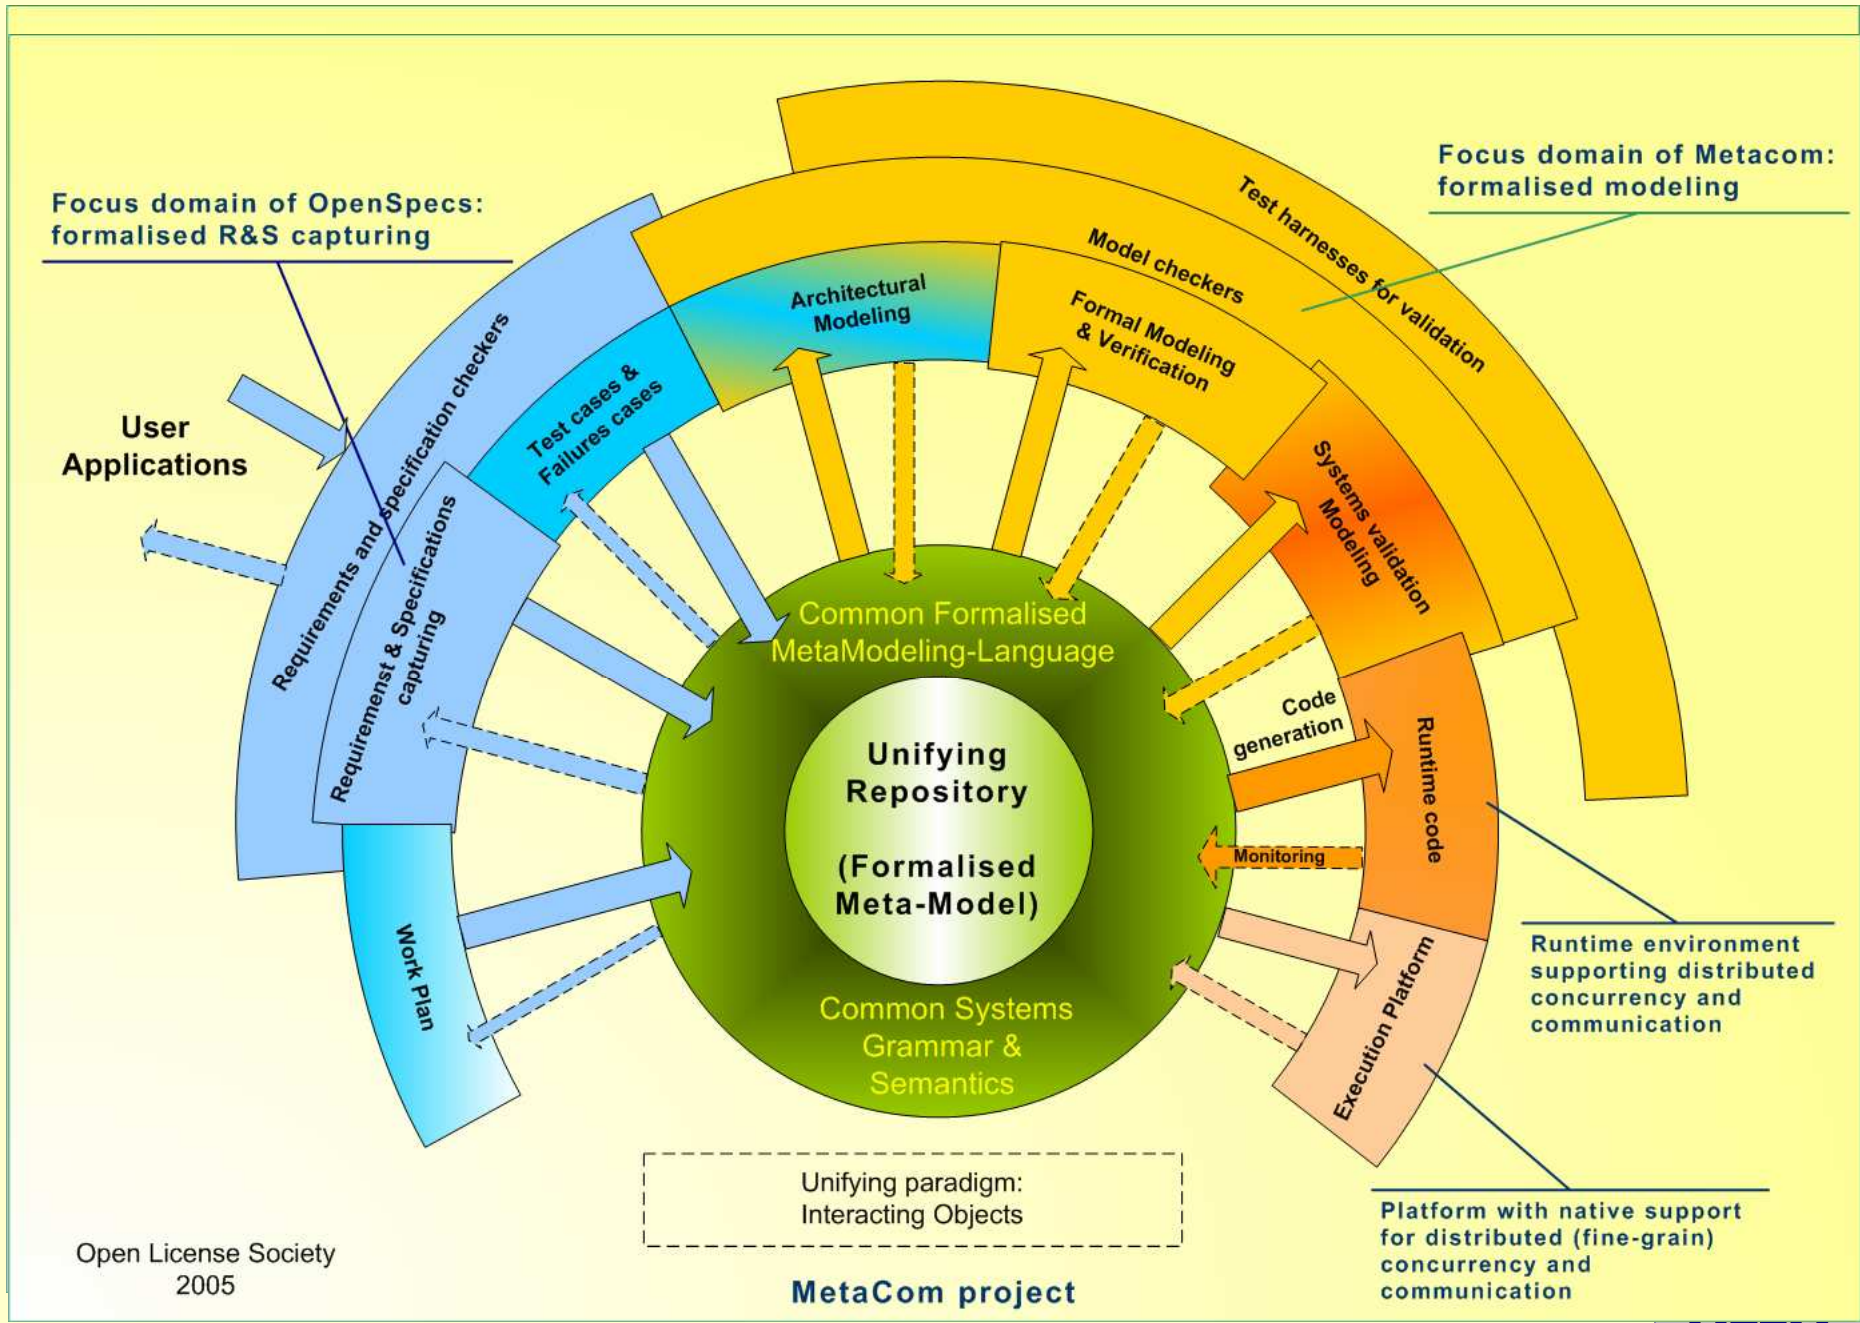 Focus domain of Metacom:
formalised modeling
Focus domain of OpenSpecs:
formalised R&S capturing
Test harnesses for validation
Model checkers
Architectural
Modeling
Formal Modeling
& Verification
Requirements and specification checkers
Test cases &
Failures cases
User
Applications
Systems validation
Modeling
Requiremenst & Specifications
capturing
Common Formalised
MetaModeling-Language
Code
generation
Runtime code
Unifying
Repository
(Formalised
Meta-Model)
Monitoring
Work Plan
Execution Platform
Runtime environment
supporting distributed
concurrency and
communication
Common Systems
Grammar &
Semantics
Unifying paradigm:
Interacting Objects
Platform with native support
for distributed (fine-grain)
concurrency and
communication
Open License Society
2005
MetaCom project